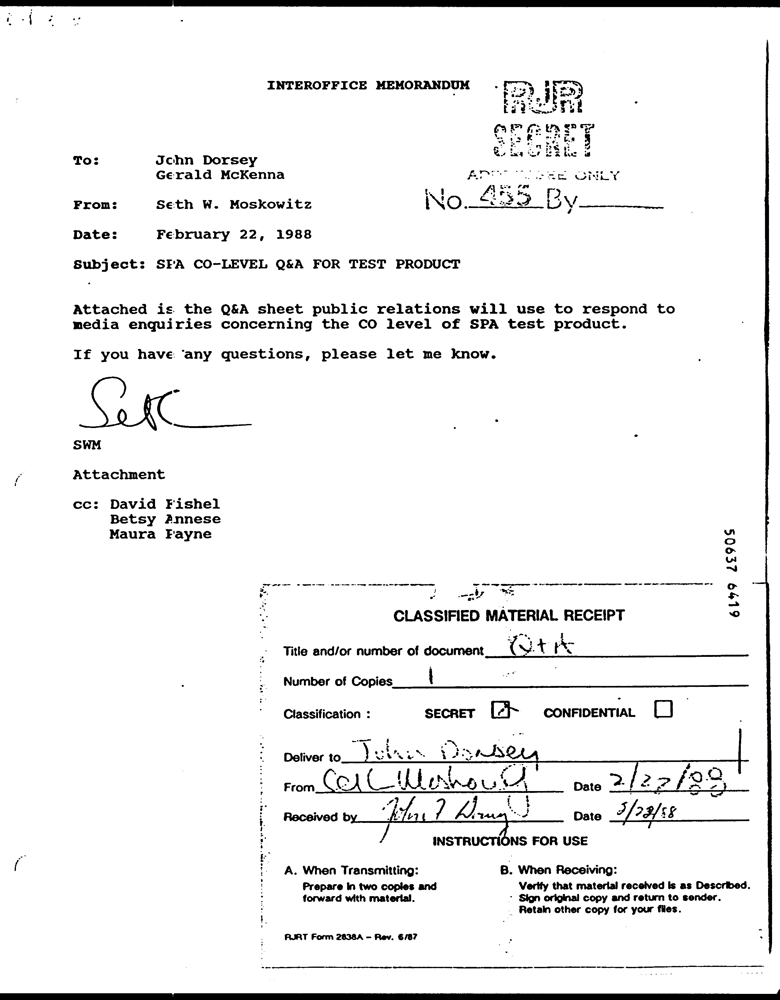 INTEROFFICE MEMORANDUM
RJR
SECRET
USE ONLY
No. 455 By
To: John Dorsey
Gerald McKenna
From: Seth W. Moskowitz
Date: February 22, 1988
Subject: SPA CO-LEVEL Q&A FOR TEST PRODUCT
Attached is the Q&A sheet public relations will use to respond to
media enquiries concerning the CO level of SPA test product.
If you have any questions, please let me know.
Seth
SWM
Attachment
cc: David Fishel
Betsy Annese
Maura Payne
50637 6419
CLASSIFIED MATERIAL RECEIPT
Title and/or number of document Q+A
Number of Copies 1
Classification : SECRET CONFIDENTIAL
Deliver to John Dorsey
From Seth Moskowitz Date 2/22/88
Received by Date
INSTRUCTIONS FOR USE
A. When Transmitting:
Prepare in two copies and
forward with material.
B. When Receiving:
Verify that material received is as Described.
Sign original copy and return to sender.
Retain other copy for your files.
RJRT Form 2838A – Rev. 6/87